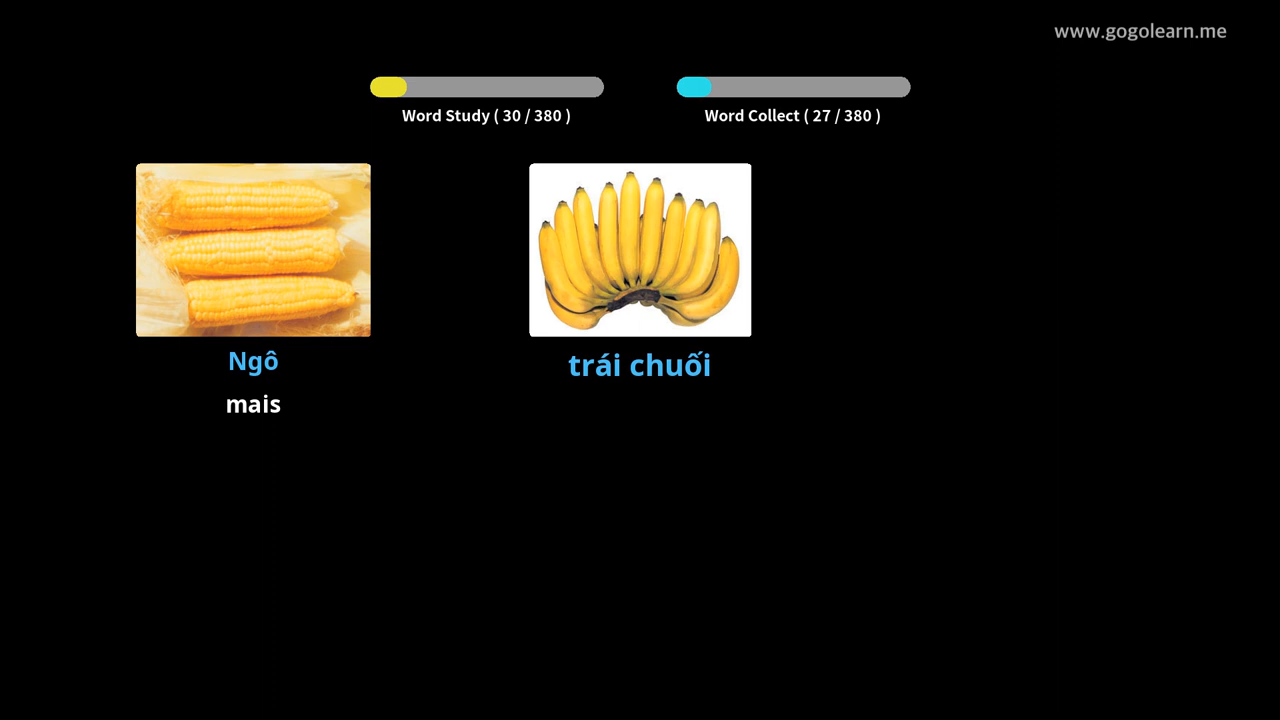 www.gogolearn.me
Word Study ( 30 / 380 )
Word Collect ( 27 / 380 )
Ngô
mais
trái chuối